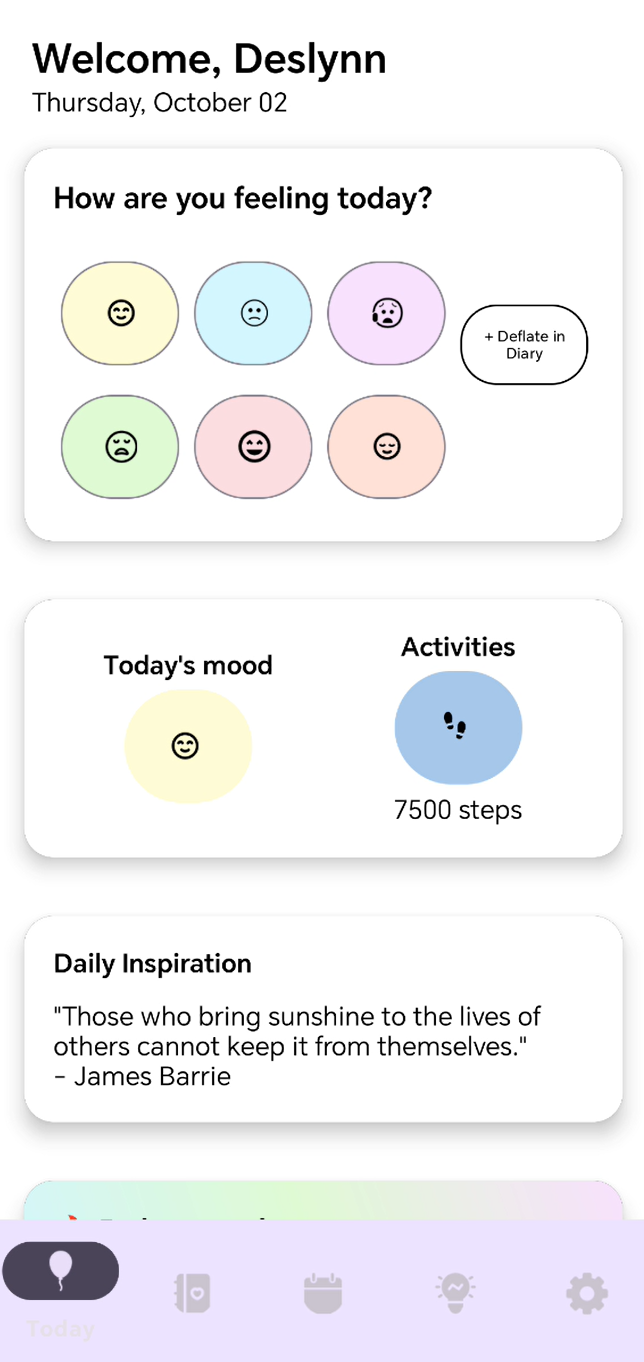 Welcome, Deslynn
Thursday, October 02
How are you feeling today?
+ Deflate in
Diary
Today's mood
Activities
7500 steps
Daily Inspiration
"Those who bring sunshine to the lives of
others cannot keep it from themselves."
– James Barrie
Today